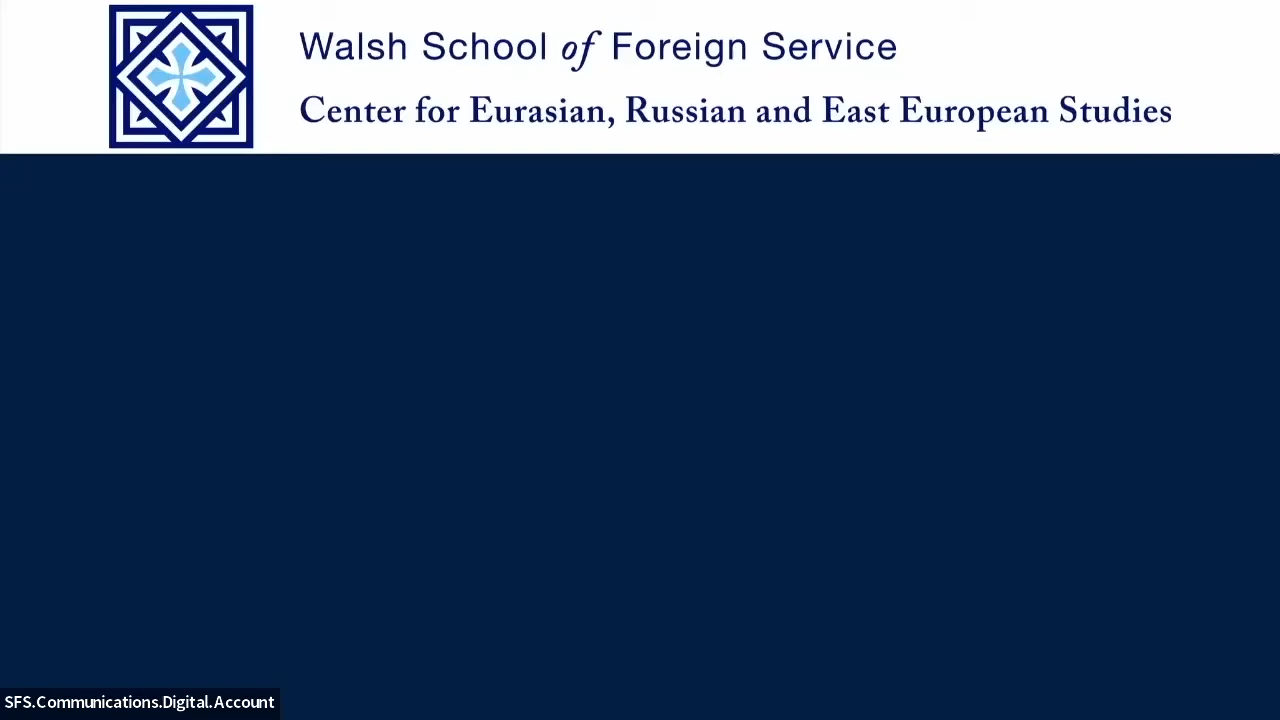 Walsh School of Foreign Service
Center for Eurasian, Russian and East European Studies
SFS.Communications.Digital.Account